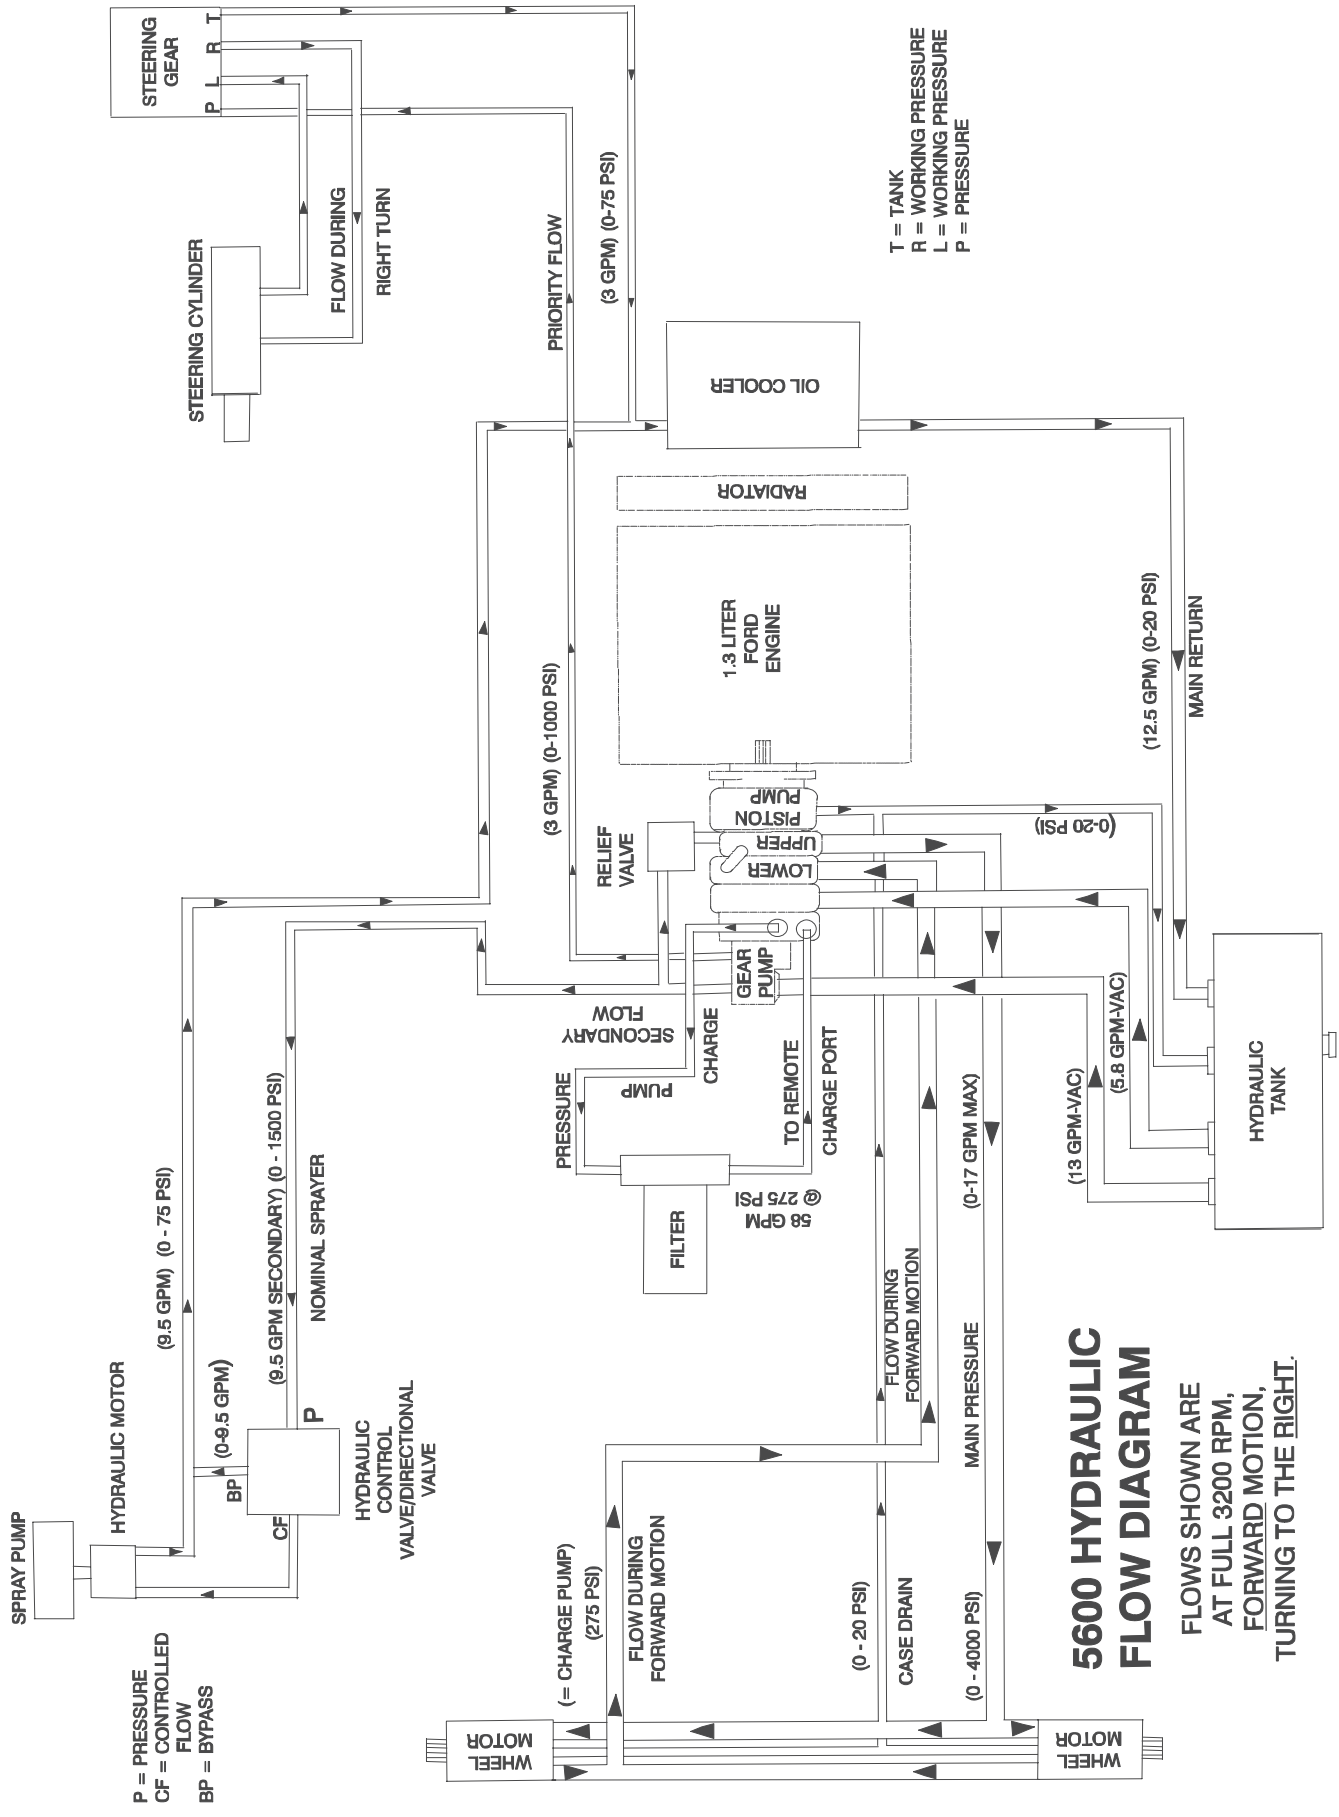 5600 HYDRAULIC
FLOW DIAGRAM
FLOWS SHOWN ARE
AT FULL 3200 RPM,
FORWARD MOTION,
TURNING TO THE RIGHT.
SPRAY PUMP
HYDRAULIC MOTOR
P = PRESSURE
CF = CONTROLLED
FLOW
BP = BYPASS
CF
BP
P
(0-9.5 GPM)
HYDRAULIC
CONTROL
VALVE/DIRECTIONAL
VALVE
(9.5 GPM) (0 - 75 PSI)
(9.5 GPM SECONDARY) (0 - 1500 PSI)
NOMINAL SPRAYER
STEERING CYLINDER
FLOW DURING
RIGHT TURN
STEERING
GEAR
P
L
R
T
PRIORITY FLOW
(3 GPM) (0-75 PSI)
(3 GPM) (0-1000 PSI)
T = TANK
R = WORKING PRESSURE
L = WORKING PRESSURE
P = PRESSURE
OIL COOLER
RADIATOR
1.3 LITER
FORD
ENGINE
RELIEF
VALVE
PISTON
PUMP
UPPER
LOWER
GEAR
PUMP
SECONDARY
FLOW
CHARGE
PUMP
PRESSURE
TO REMOTE
CHARGE PORT
FILTER
58 GPM
@ 275 PSI
(0-20 PSI)
(12.5 GPM) (0-20 PSI)
MAIN RETURN
(5.8 GPM-VAC)
(13 GPM-VAC)
HYDRAULIC
TANK
(0-17 GPM MAX)
FLOW DURING
FORWARD MOTION
MAIN PRESSURE
(= CHARGE PUMP)
(275 PSI)
FLOW DURING
FORWARD MOTION
(0 - 20 PSI)
CASE DRAIN
(0 - 4000 PSI)
WHEEL
MOTOR
WHEEL
MOTOR